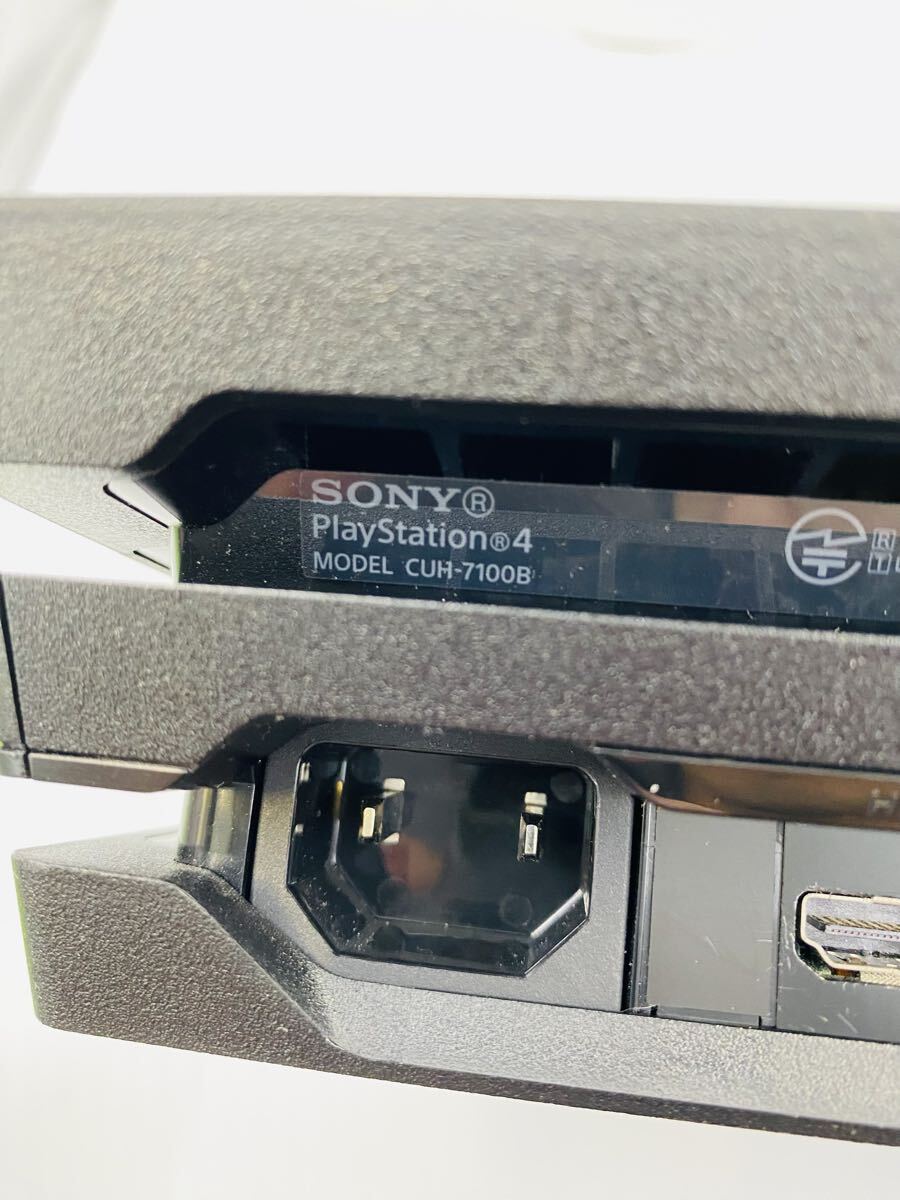 SONY®
PlayStation®4
MODEL CUH-7100B
R
T